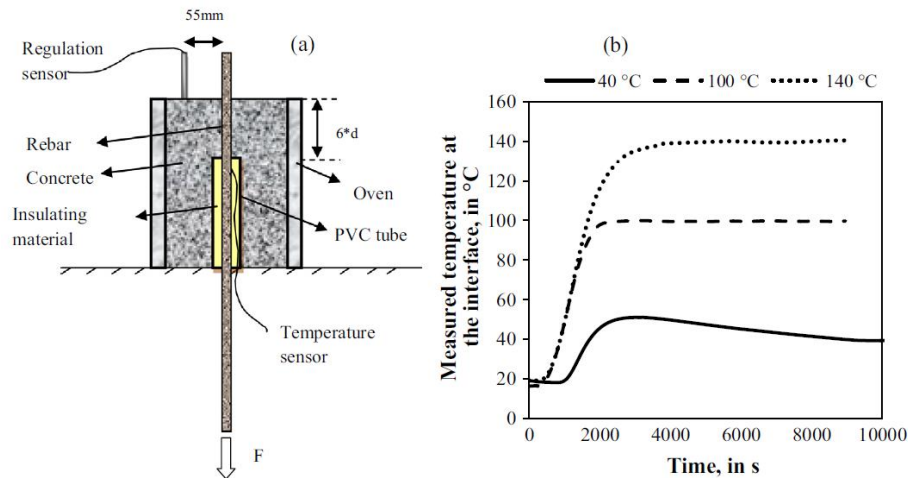 55mm
(a)
Regulation
sensor
6*d
Rebar
Concrete
Oven
Insulating
material
PVC tube
Temperature
sensor
F
(b)
40 °C 100 °C 140 °C
Measured temperature at
the interface, in °C
160
140
120
100
80
60
40
20
0
0 2000 4000 6000 8000 10000
Time, in s